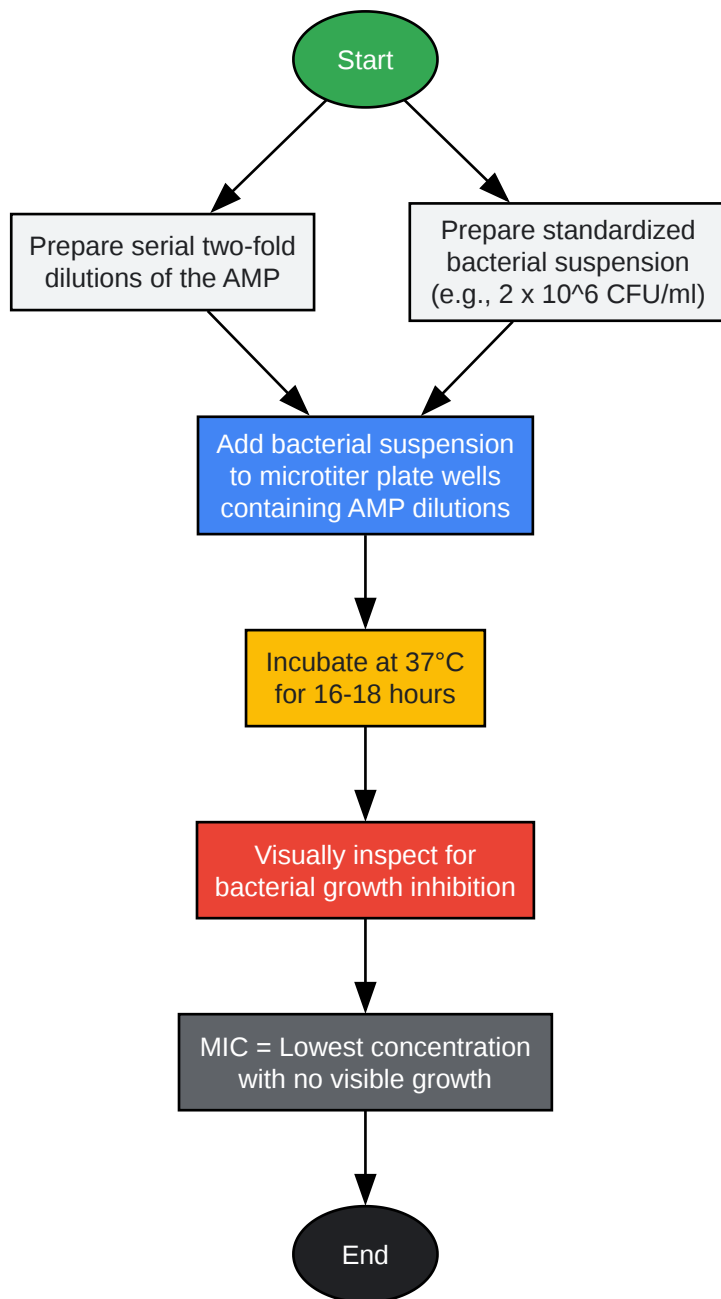 Start
Prepare serial two-fold
dilutions of the AMP
Prepare standardized
bacterial suspension
(e.g., 2 x 10^6 CFU/ml)
Add bacterial suspension
to microtiter plate wells
containing AMP dilutions
Incubate at 37°C
for 16-18 hours
Visually inspect for
bacterial growth inhibition
MIC = Lowest concentration
with no visible growth
End